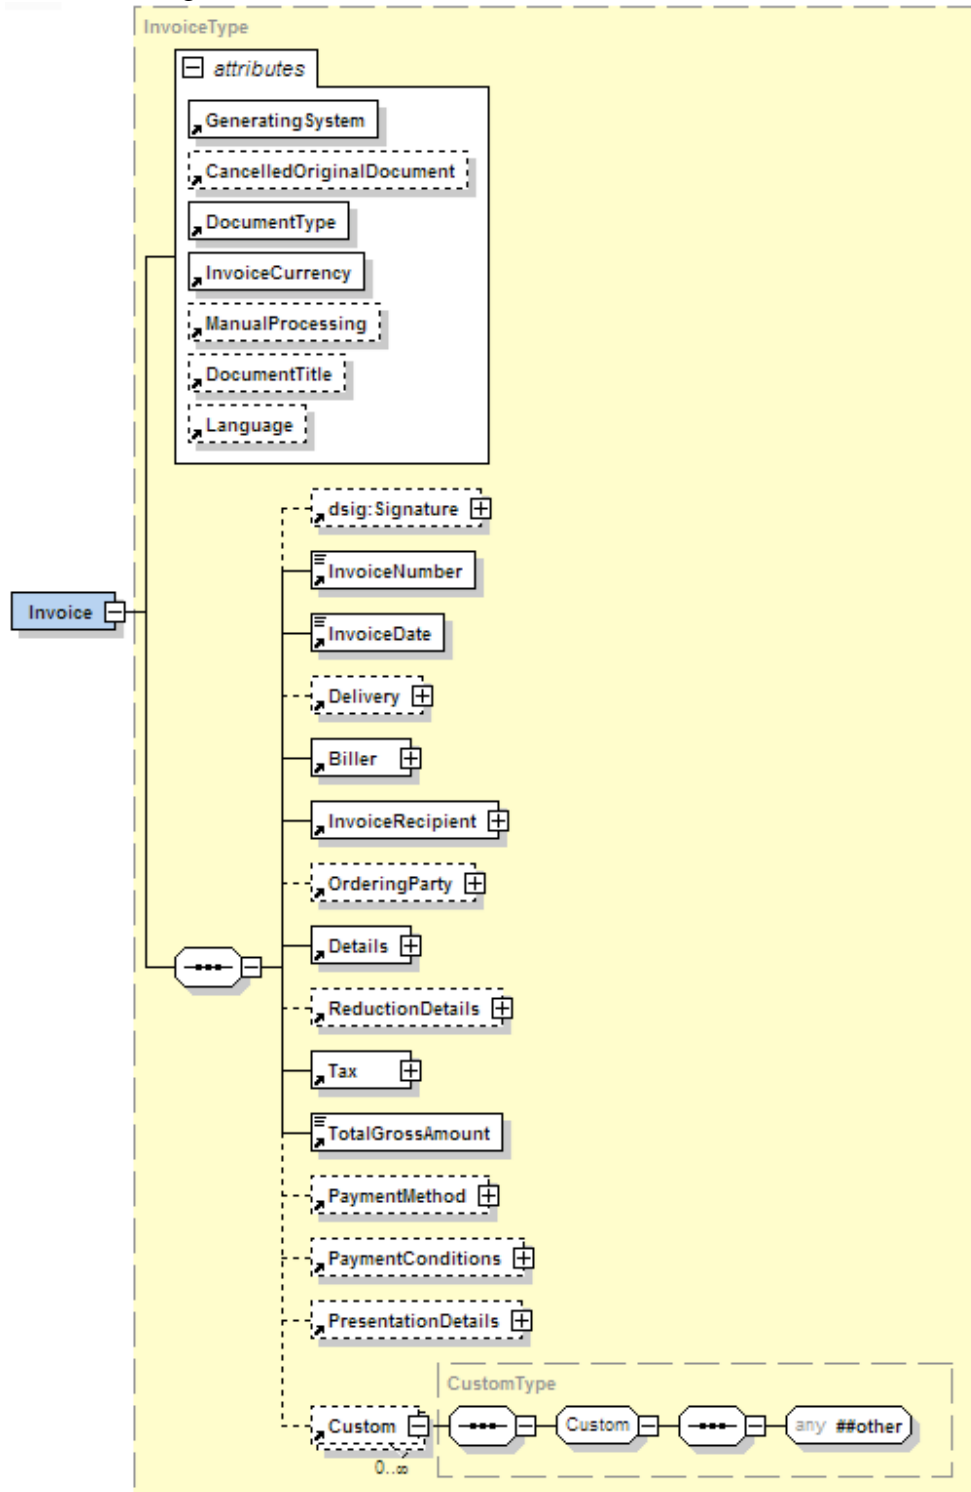 InvoiceType
attributes
GeneratingSystem
CancelledOriginalDocument
DocumentType
InvoiceCurrency
ManualProcessing
DocumentTitle
Language
dsig:Signature
InvoiceNumber
Invoice
InvoiceDate
Delivery
Biller
InvoiceRecipient
OrderingParty
Details
ReductionDetails
Tax
TotalGrossAmount
PaymentMethod
PaymentConditions
PresentationDetails
CustomType
Custom Custom any ##other
0..∞